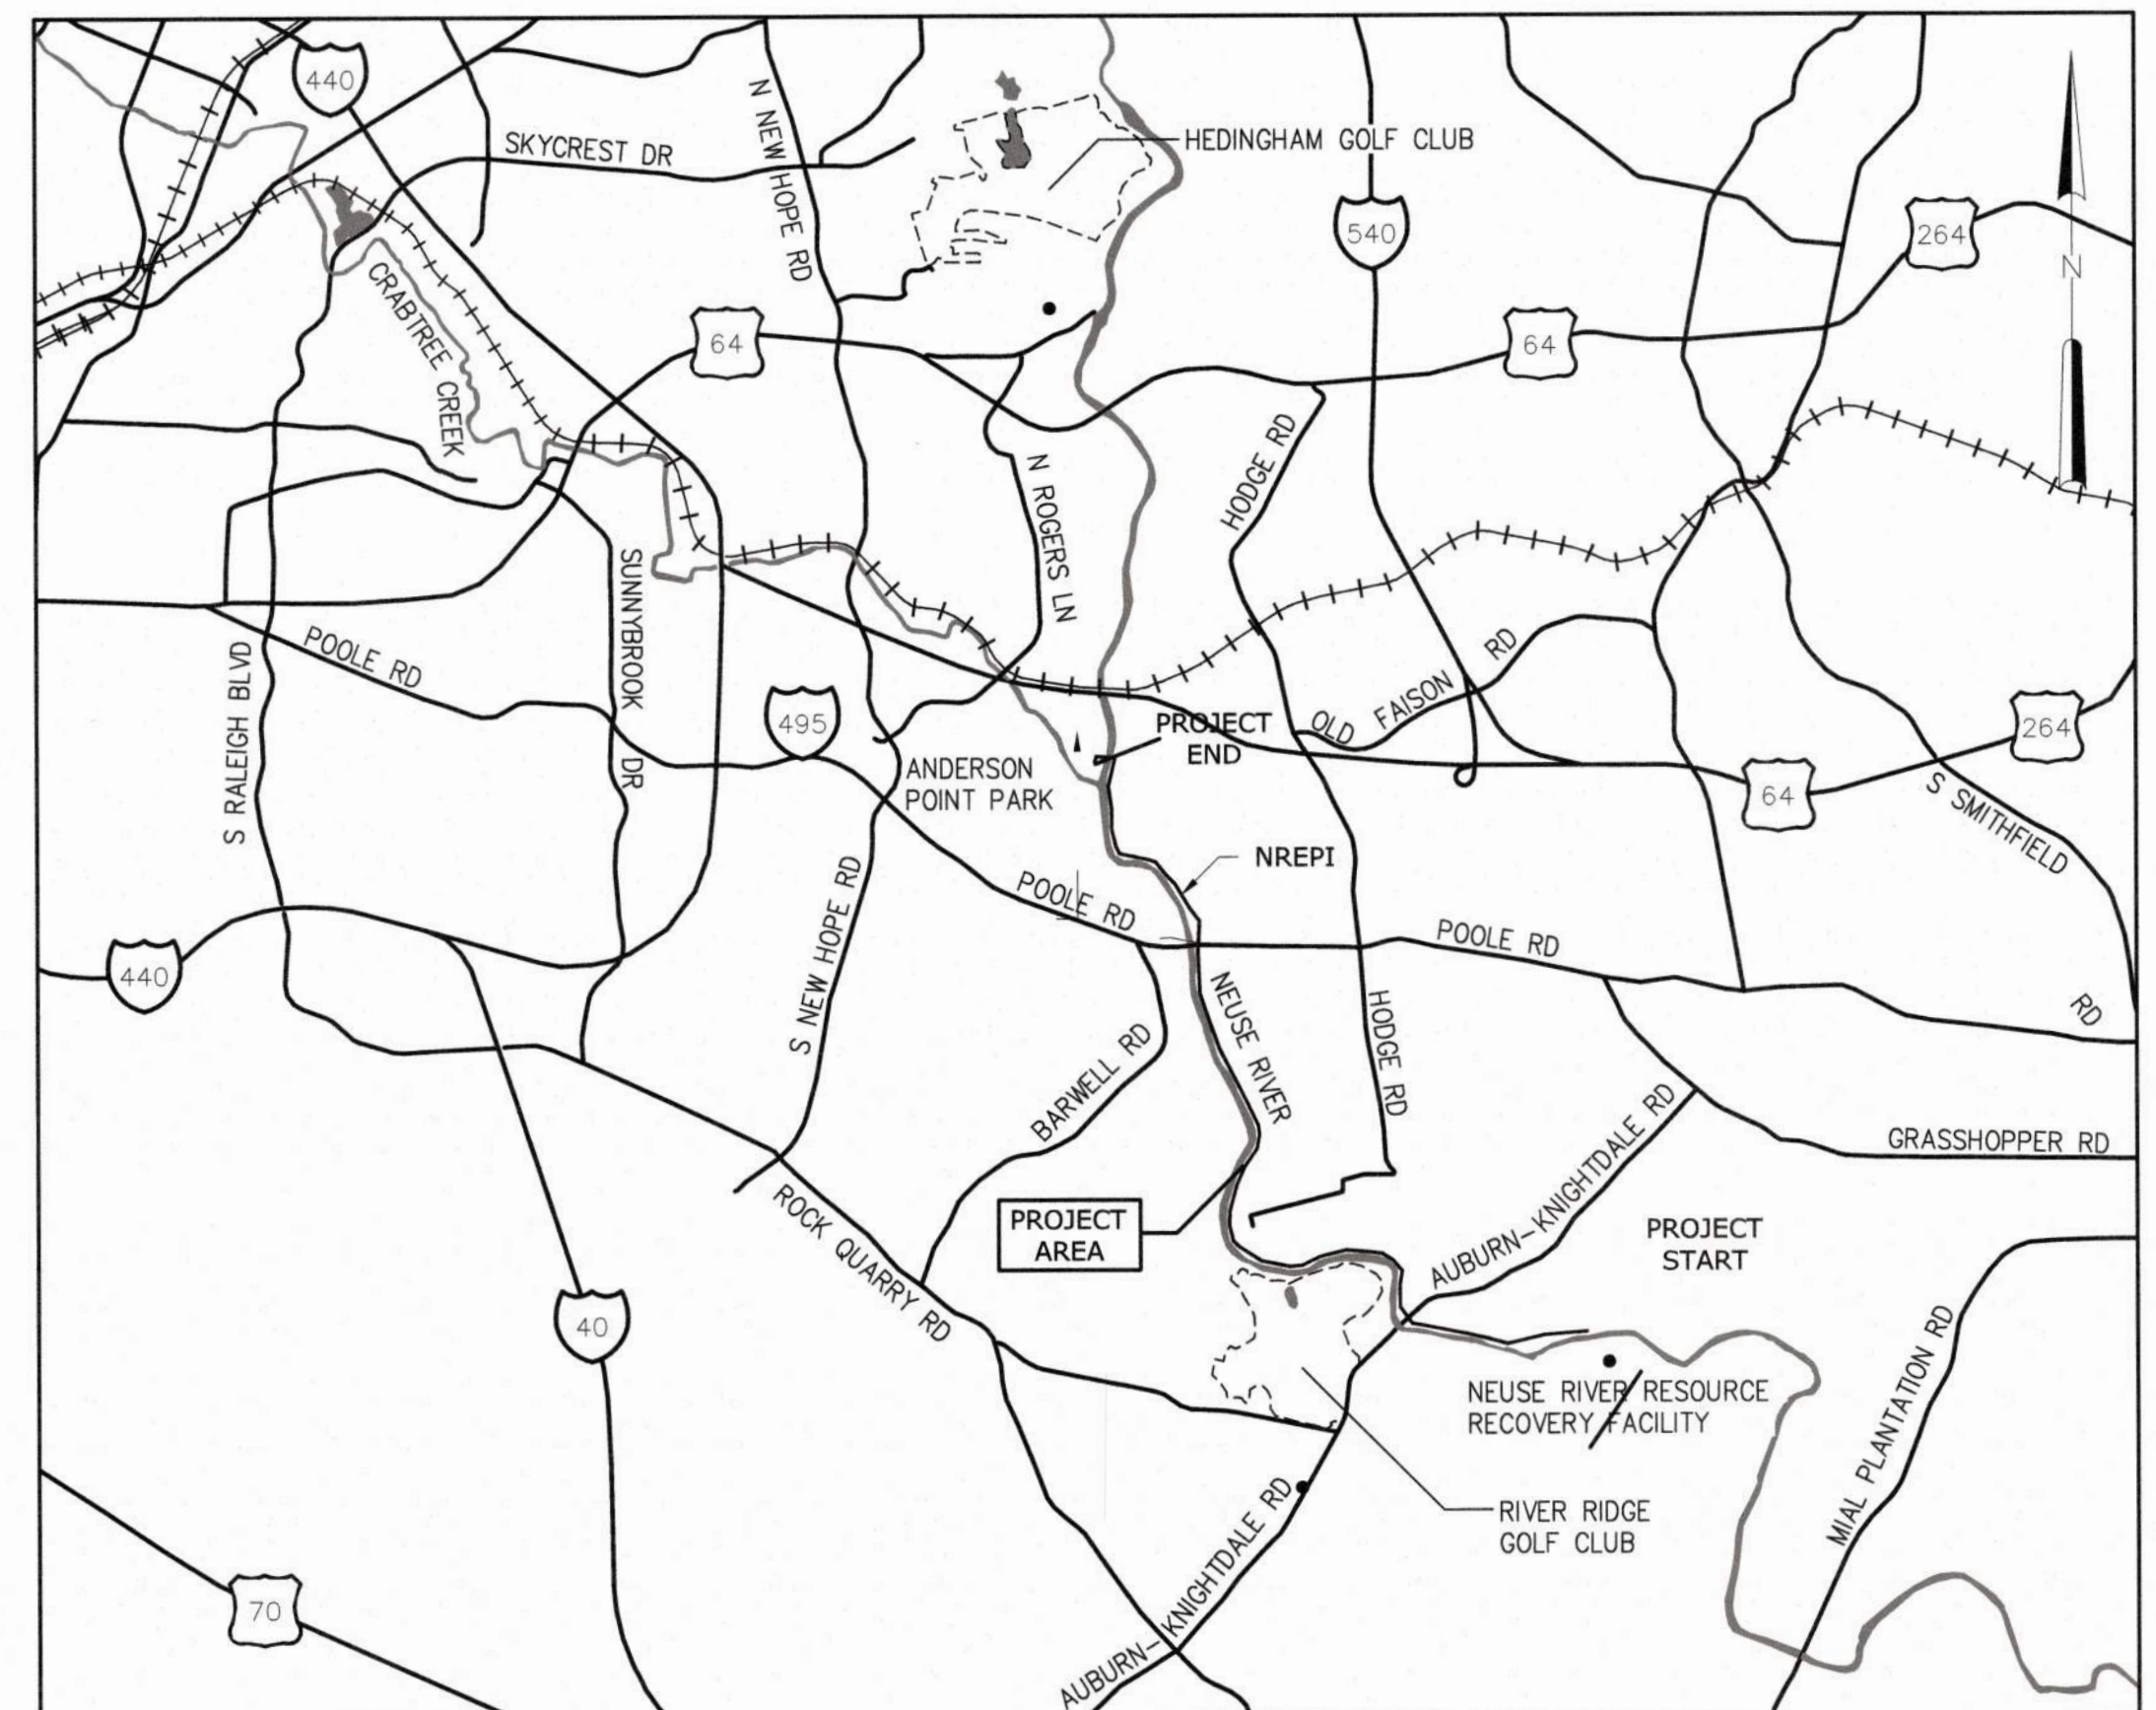 440
SKYCREST DR
N NEW HOPE RD
HEDINGHAM GOLF CLUB
540
264
N
CRABTREE CREEK
64
64
HODGE RD
N ROGERS LN
SUNNYBROOK DR
POOLE RD
S RALEIGH BLVD
495
OLD FAISON RD
PROJECT
END
264
ANDERSON
POINT PARK
64
S SMITHFIELD RD
NREPI
POOLE RD
POOLE RD
S NEW HOPE RD
440
NEUSE RIVER
HODGE RD
BARWELL RD
AUBURN-KNIGHTDALE RD
GRASSHOPPER RD
PROJECT
AREA
PROJECT
START
ROCK QUARRY RD
40
MIAL PLANTATION RD
NEUSE RIVER RESOURCE
RECOVERY FACILITY
RIVER RIDGE
GOLF CLUB
AUBURN-KNIGHTDALE RD
70